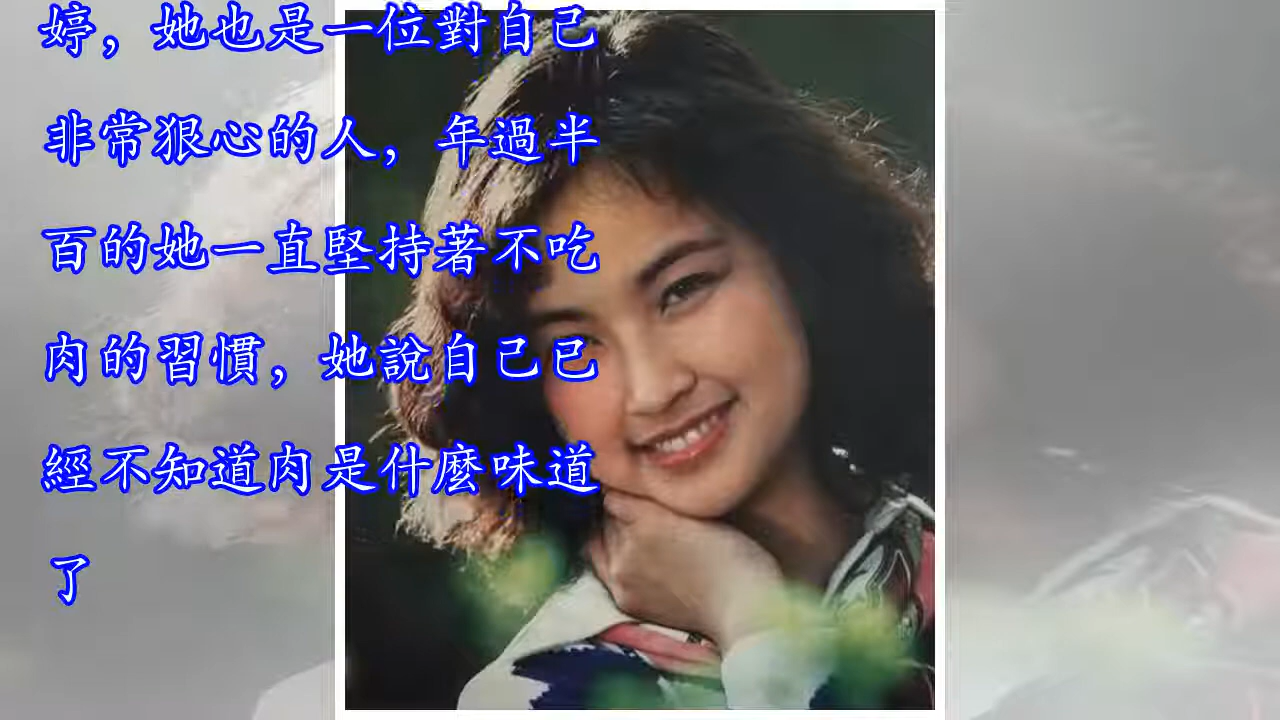 婷，她也是一位對自己
非常狠心的人，年過半
百的她一直堅持著不吃
肉的習慣，她說自己已
經不知道肉是什麼味道
了